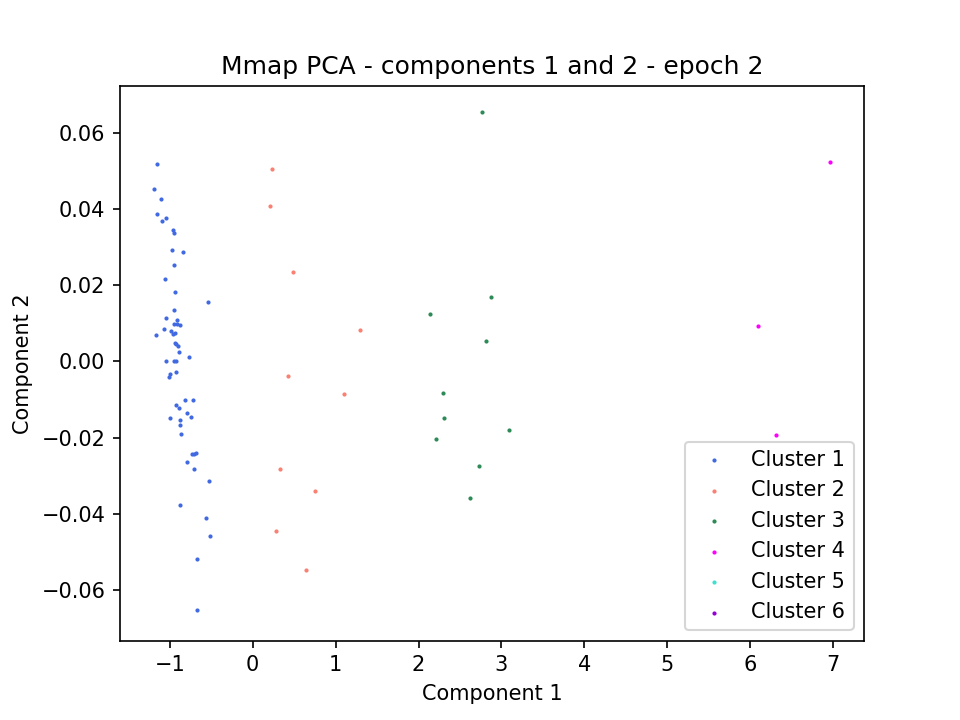 Mmap PCA - components 1 and 2 - epoch 2
0.06
0.04
0.02
0.00
−0.02
−0.04
−0.06
Component 2
Cluster 1
Cluster 2
Cluster 3
Cluster 4
Cluster 5
Cluster 6
−1 0 1 2 3 4 5 6 7
Component 1